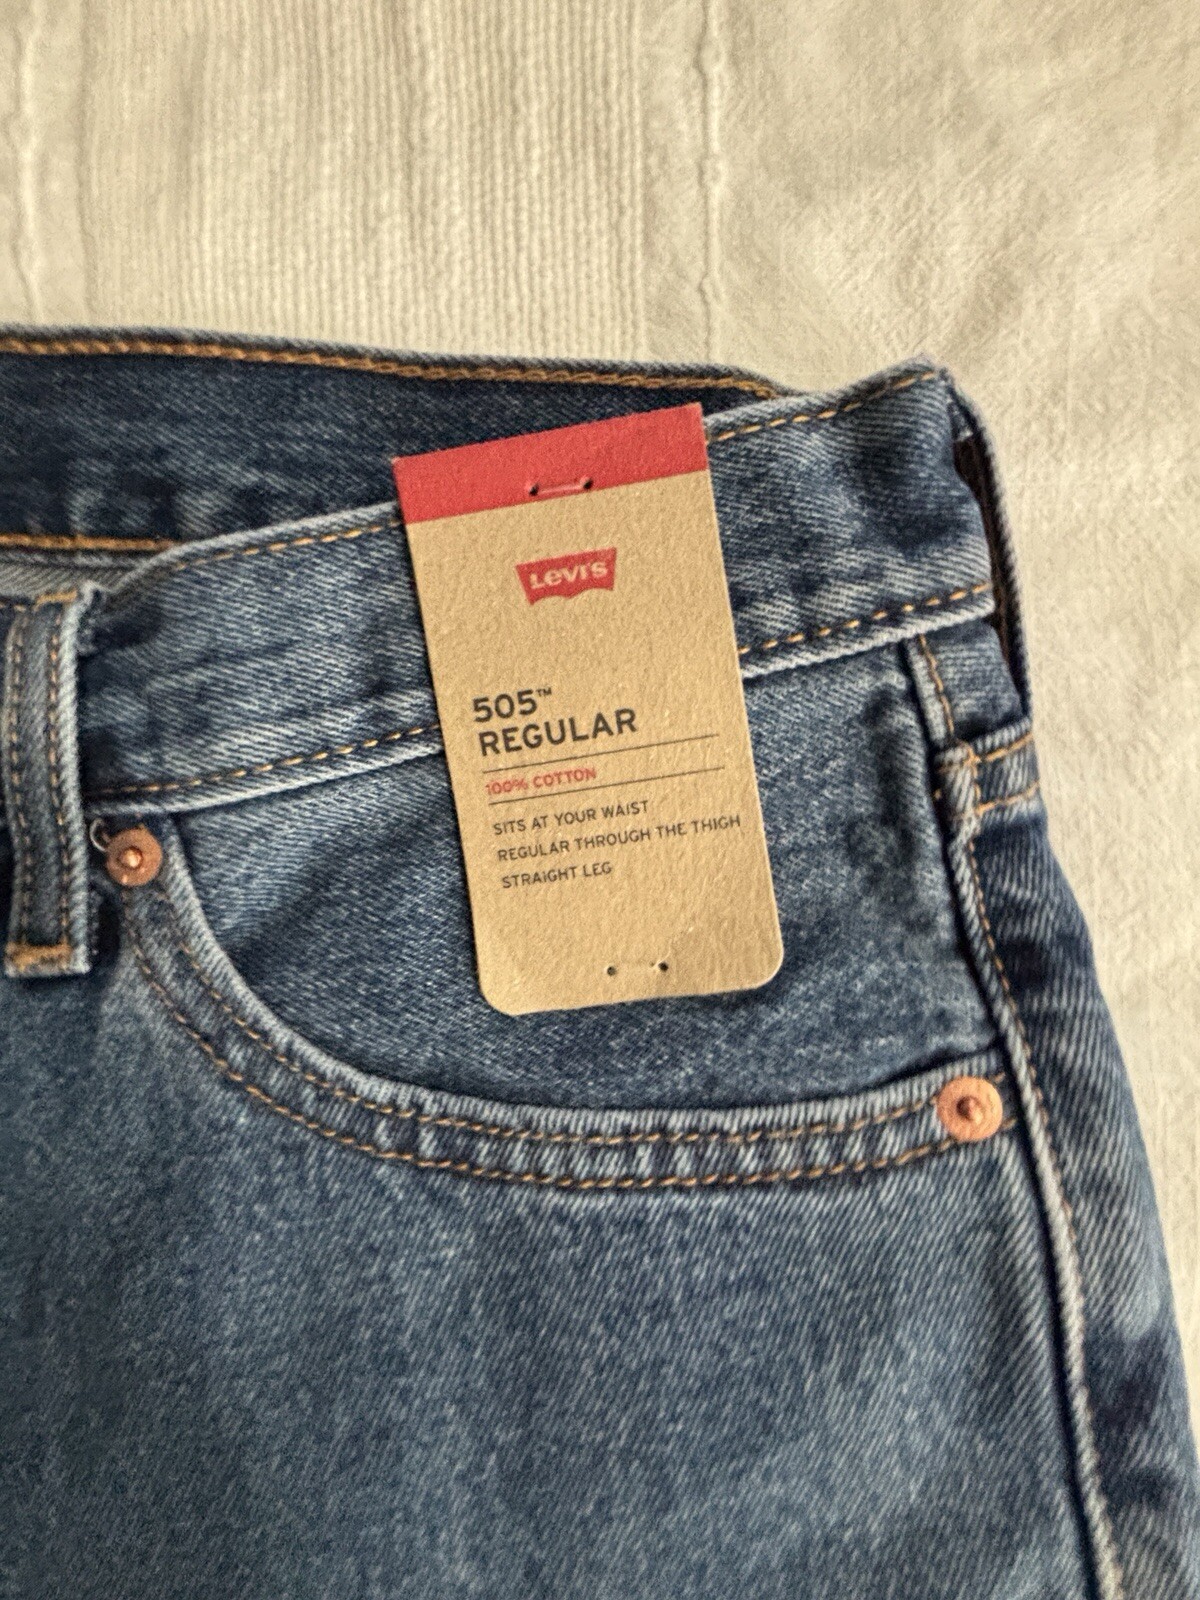 Levi's
505™
REGULAR
100% COTTON
SITS AT YOUR WAIST
REGULAR THROUGH THE THIGH
STRAIGHT LEG